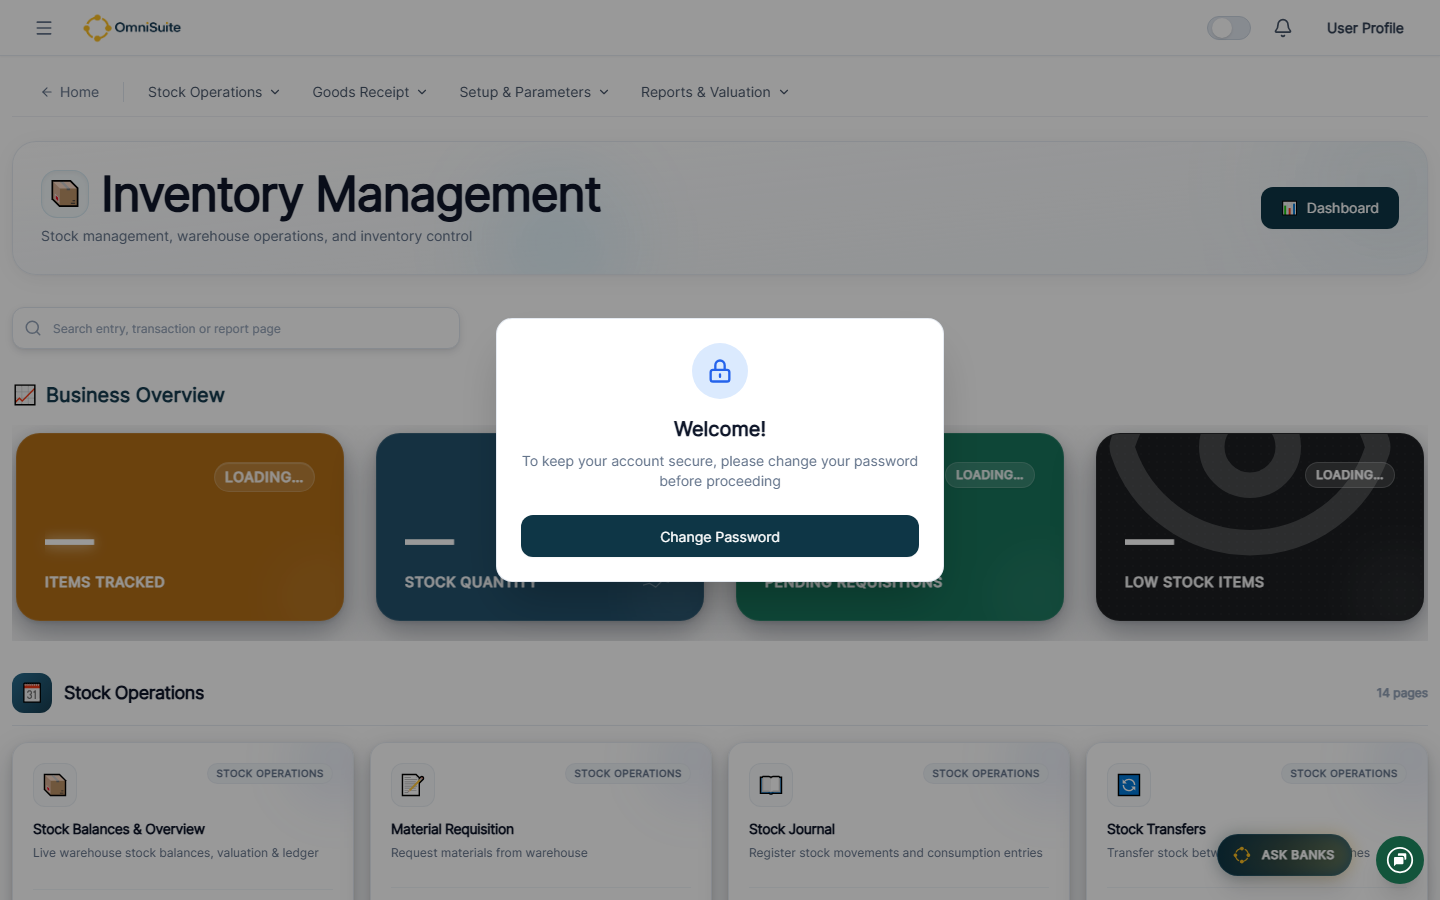 OmniSuite
User Profile
Home
Stock Operations
Goods Receipt
Setup & Parameters
Reports & Valuation
Inventory Management
Stock management, warehouse operations, and inventory control
Dashboard
Search entry, transaction or report page
Business Overview
Welcome!
To keep your account secure, please change your password
before proceeding
Change Password
LOADING...
ITEMS TRACKED
STOCK QUANTITY
LOADING...
PENDING REQUISITIONS
LOADING...
LOW STOCK ITEMS
31
Stock Operations
14 pages
STOCK OPERATIONS
Stock Balances & Overview
Live warehouse stock balances, valuation & ledger
STOCK OPERATIONS
Material Requisition
Request materials from warehouse
STOCK OPERATIONS
Stock Journal
Register stock movements and consumption entries
STOCK OPERATIONS
Stock Transfers
Transfer stock
ASK BANKS